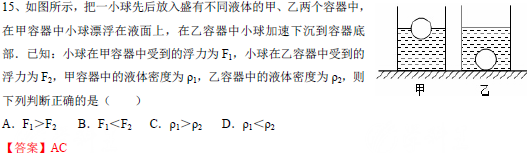 15、如图所示，把一小球先后放入盛有不同液体的甲、乙两个容器中，
在甲容器中小球漂浮在液面上，在乙容器中小球加速下沉到容器底
部．已知：小球在甲容器中受到的浮力为F₁，小球在乙容器中受到的
浮力为F₂，甲容器中的液体密度为ρ₁，乙容器中的液体密度为ρ₂，则
下列判断正确的是（　　）
A．F₁＞F₂　B．F₁＜F₂　C．ρ₁＞ρ₂　D．ρ₁＜ρ₂
【答案】AC
甲　乙